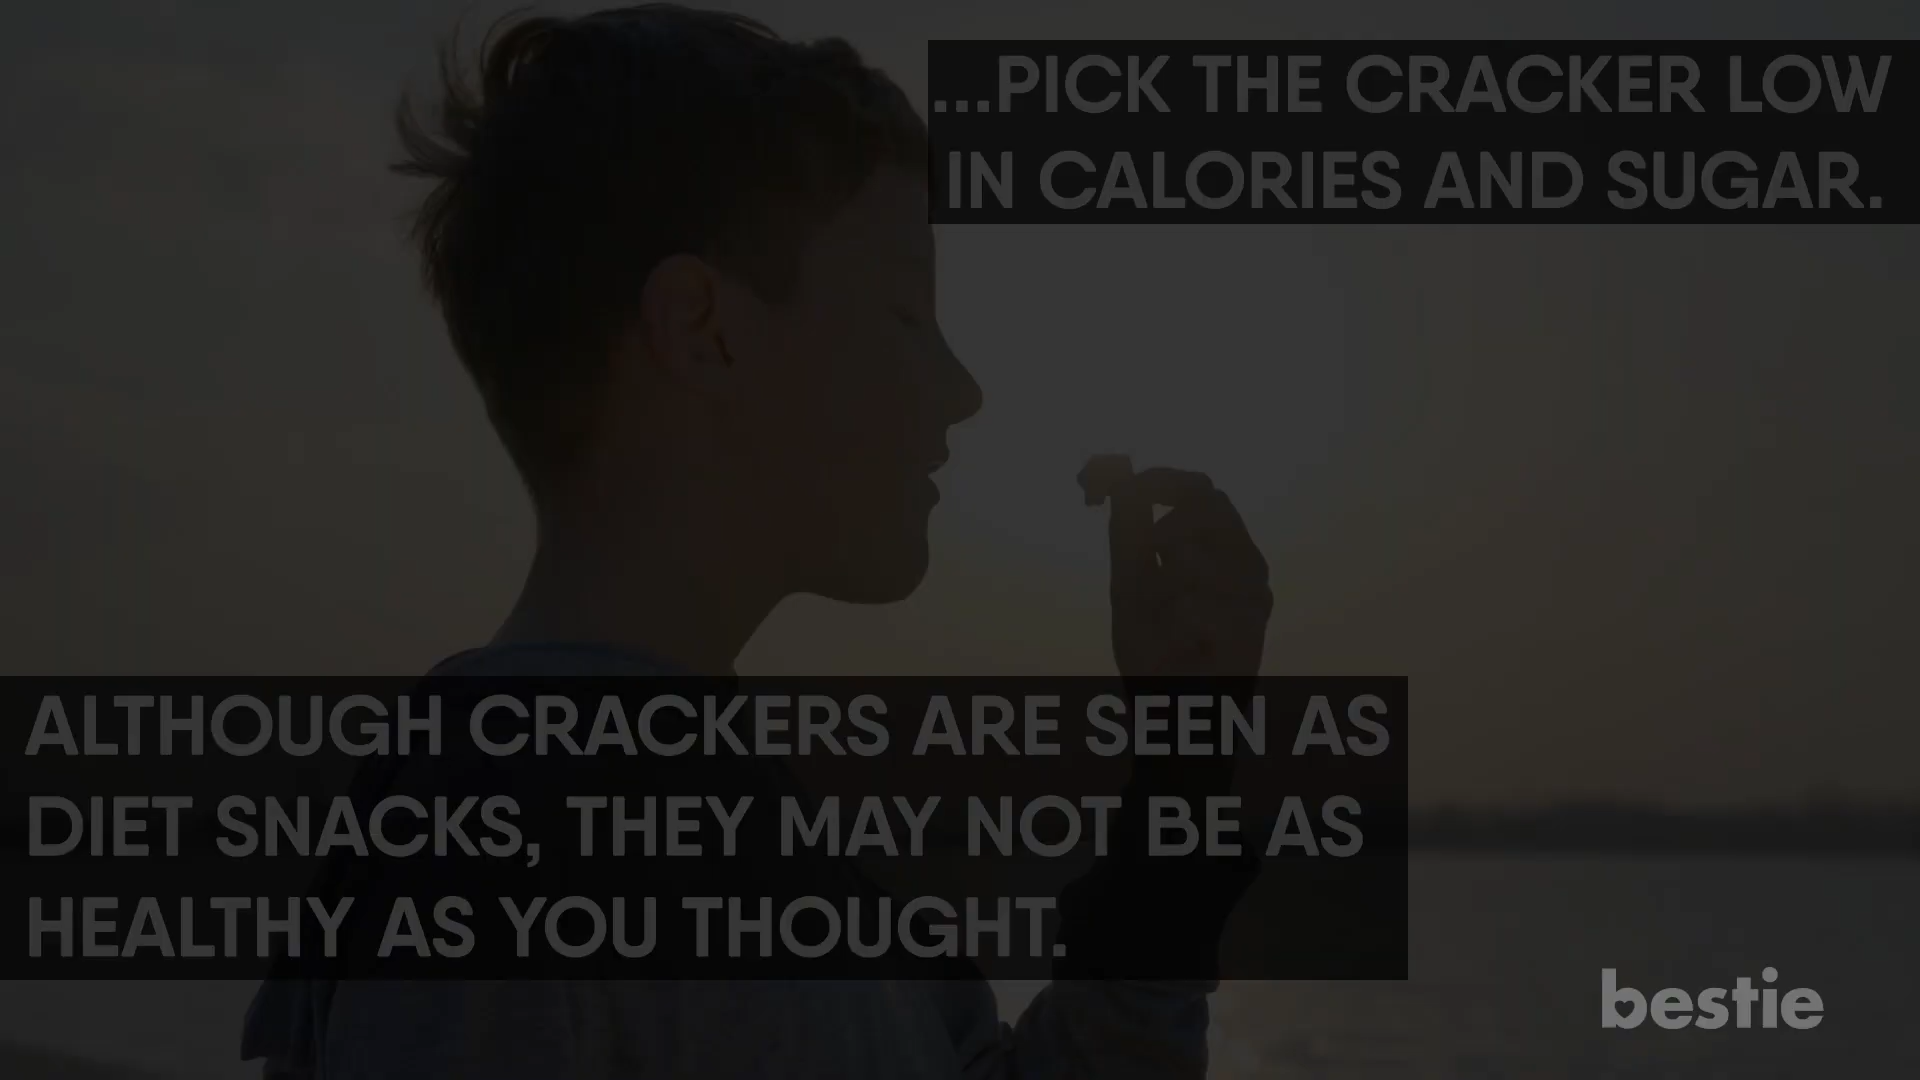 ...PICK THE CRACKER LOW
IN CALORIES AND SUGAR.
ALTHOUGH CRACKERS ARE SEEN AS
DIET SNACKS, THEY MAY NOT BE AS
HEALTHY AS YOU THOUGHT.
bestie